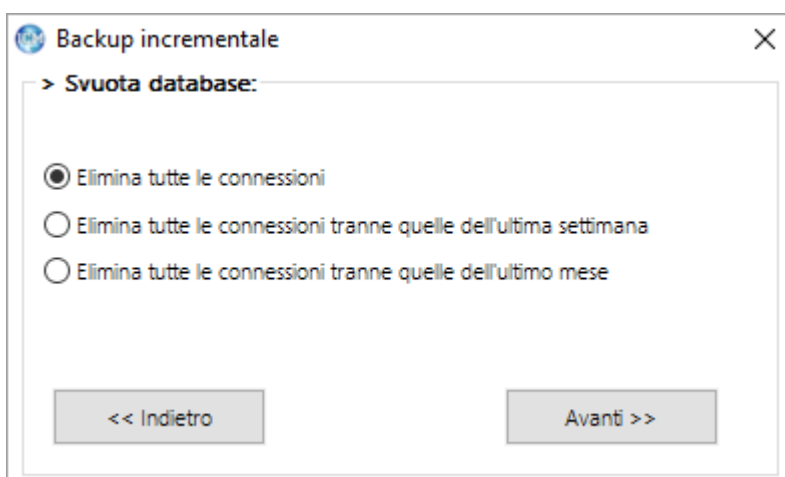 Backup incrementale
> Svuota database:
Elimina tutte le connessioni
Elimina tutte le connessioni tranne quelle dell'ultima settimana
Elimina tutte le connessioni tranne quelle dell'ultimo mese
<< Indietro
Avanti >>